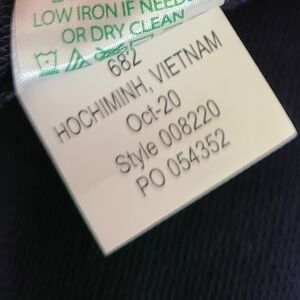 LOW IRON IF NEEDED
OR DRY CLEAN
682
HOCHIMINH, VIETNAM
Oct-20
Style 008220
PO 054352